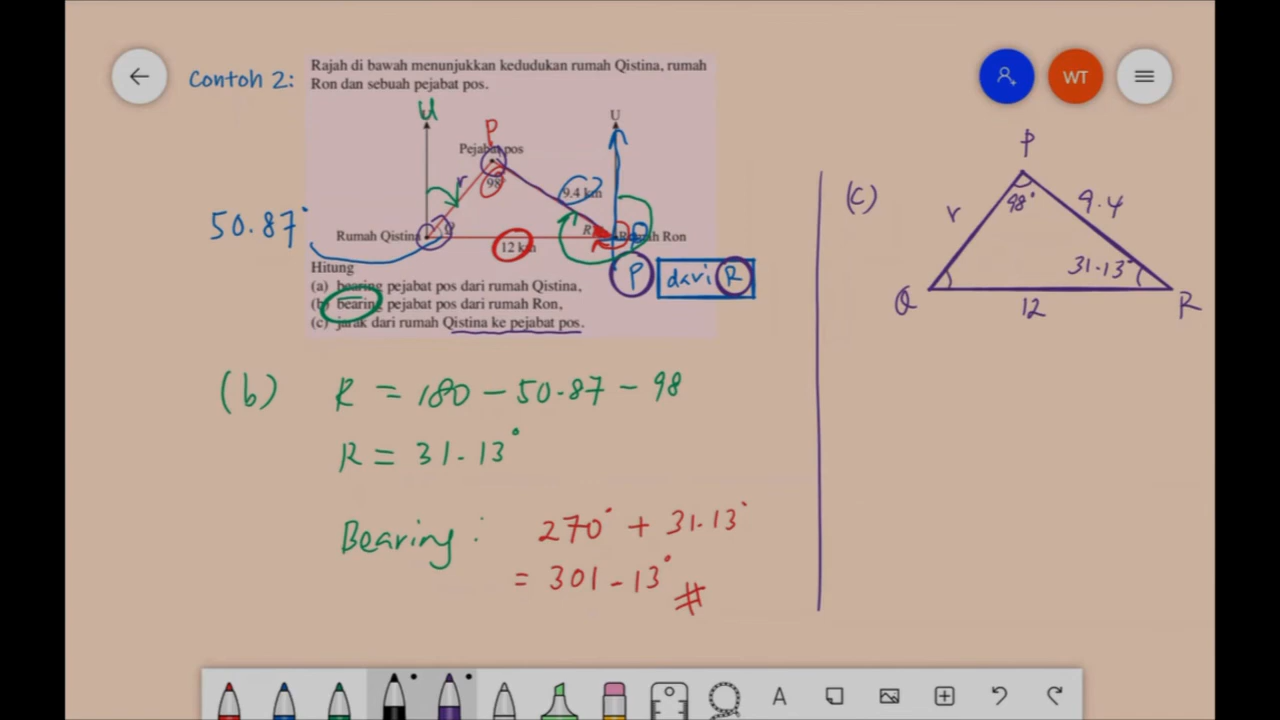 Contoh 2:
Rajah di bawah menunjukkan kedudukan rumah Qistina, rumah
Ron dan sebuah pejabat pos.
U
U
P
Pejabat pos
98
r
9.4 km
50.87°
Rumah Qistina
Q
12 km
R
Rumah Ron
P dari R
Hitung
(a) bearing pejabat pos dari rumah Qistina,
(b) bearing pejabat pos dari rumah Ron,
(c) jarak dari rumah Qistina ke pejabat pos.
(b) R = 180 - 50.87 - 98
R = 31.13°
Bearing: 270° + 31.13°
= 301.13° #
WT
(c)
P
r
98°
9.4
31.13°
Q
12
R
A